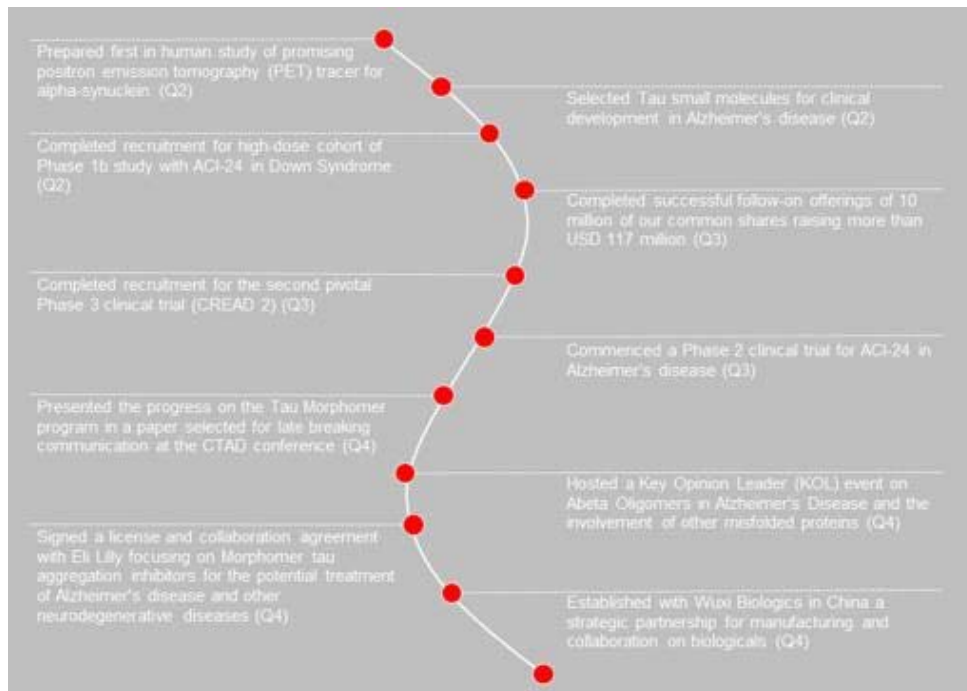 Prepared first in human study of promising
positron emission tomography (PET) tracer for
alpha-synuclein (Q2)
Selected Tau small molecules for clinical
development in Alzheimer's disease (Q2)
Completed recruitment for high-dose cohort of
Phase 1b study with ACI-24 in Down Syndrome
(Q2)
Completed successful follow-on offerings of 10
million of our common shares raising more than
USD 117 million (Q3)
Completed recruitment for the second pivotal
Phase 3 clinical trial (CREAD 2) (Q3)
Commenced a Phase 2 clinical trial for ACI-24 in
Alzheimer's disease (Q3)
Presented the progress on the Tau Morphomer
program in a paper selected for late breaking
communication at the CTAD conference (Q4)
Hosted a Key Opinion Leader (KOL) event on
Abeta Oligomers in Alzheimer's Disease and the
involvement of other misfolded proteins (Q4)
Signed a license and collaboration agreement
with Eli Lilly focusing on Morphomer tau
aggregation inhibitors for the potential treatment
of Alzheimer's disease and other
neurodegenerative diseases (Q4)
Established with Wuxi Biologics in China a
strategic partnership for manufacturing and
collaboration on biologicals (Q4)